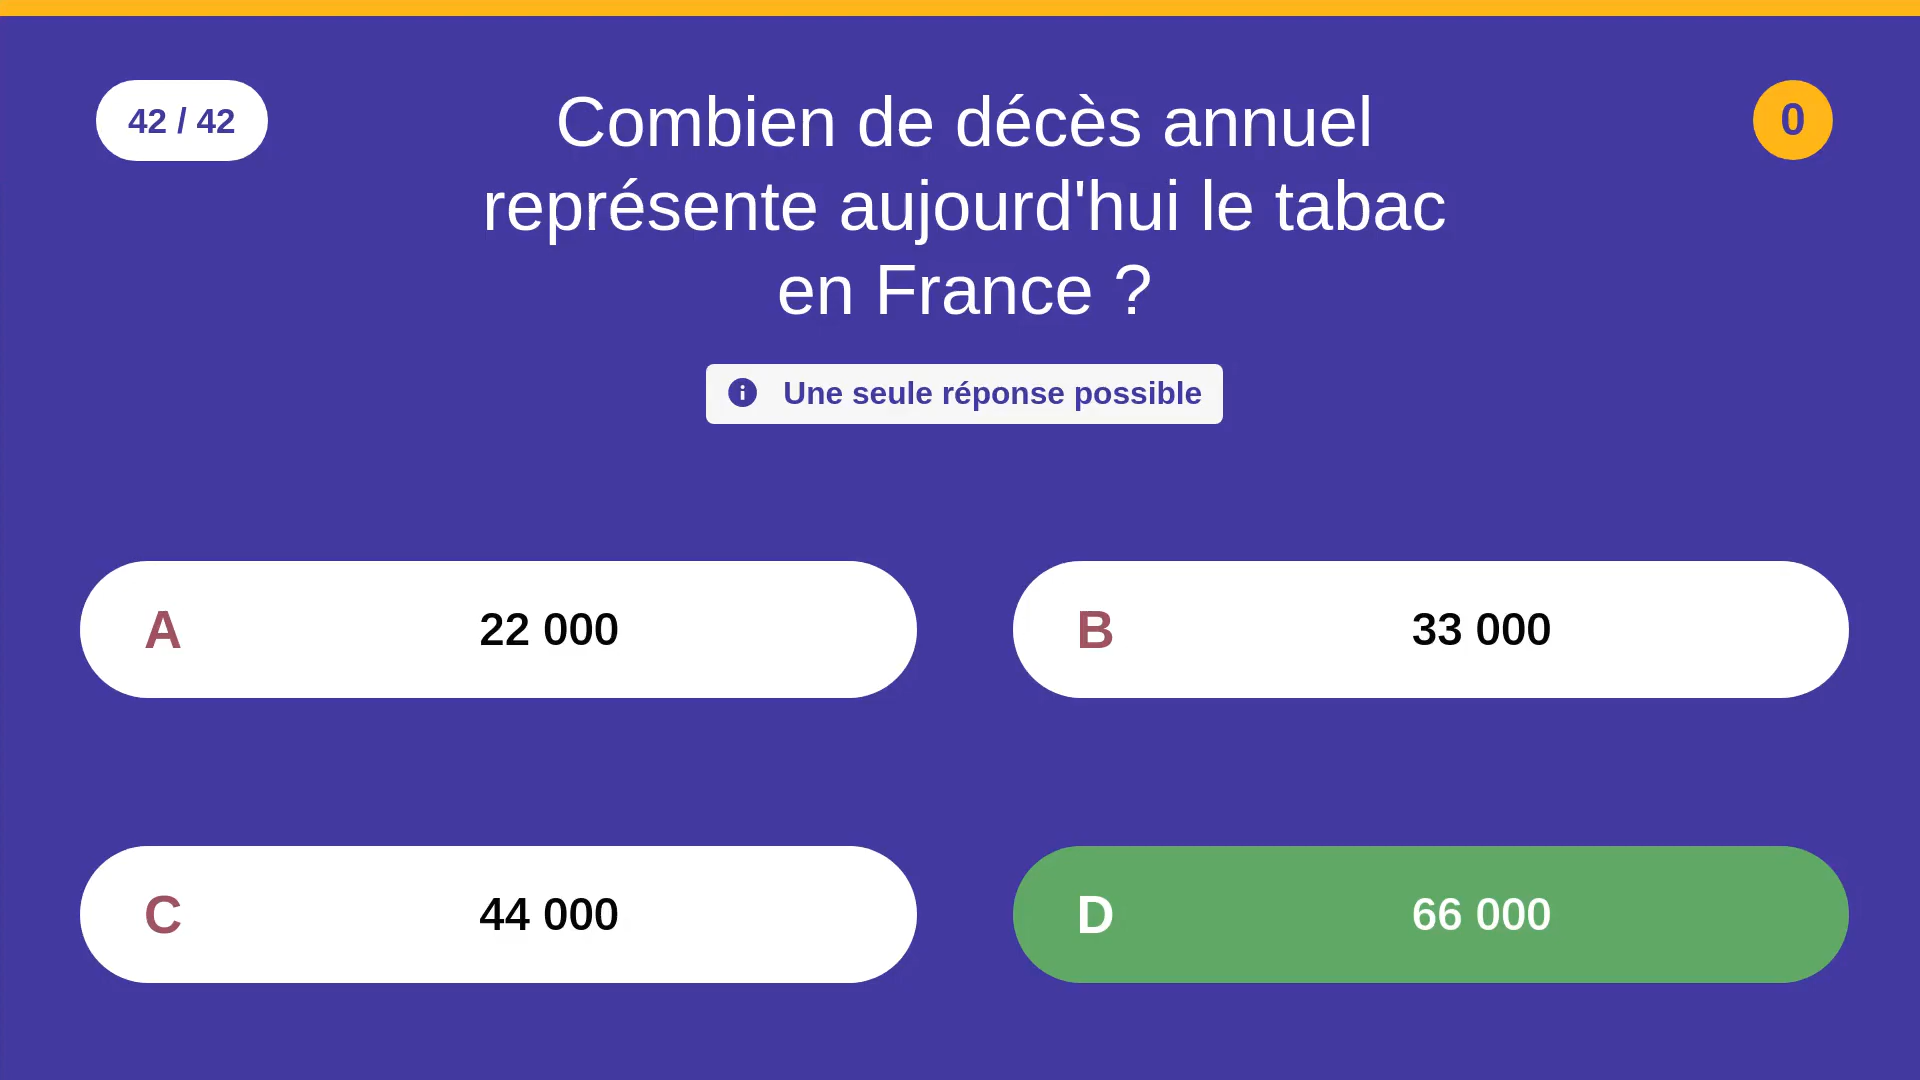 42 / 42
Combien de décès annuel
représente aujourd'hui le tabac
en France ?
0
Une seule réponse possible
A 22 000
B 33 000
C 44 000
D 66 000